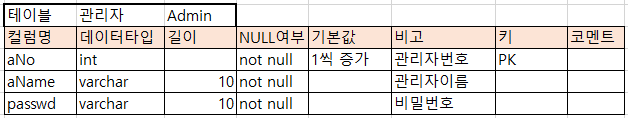 테이블 관리자 Admin
컬럼명 데이터타입 길이 NULL여부 기본값 비고 키 코멘트
aNo int not null 1씩 증가 관리자번호 PK
aName varchar 10 not null 관리자이름
passwd varchar 10 not null 비밀번호